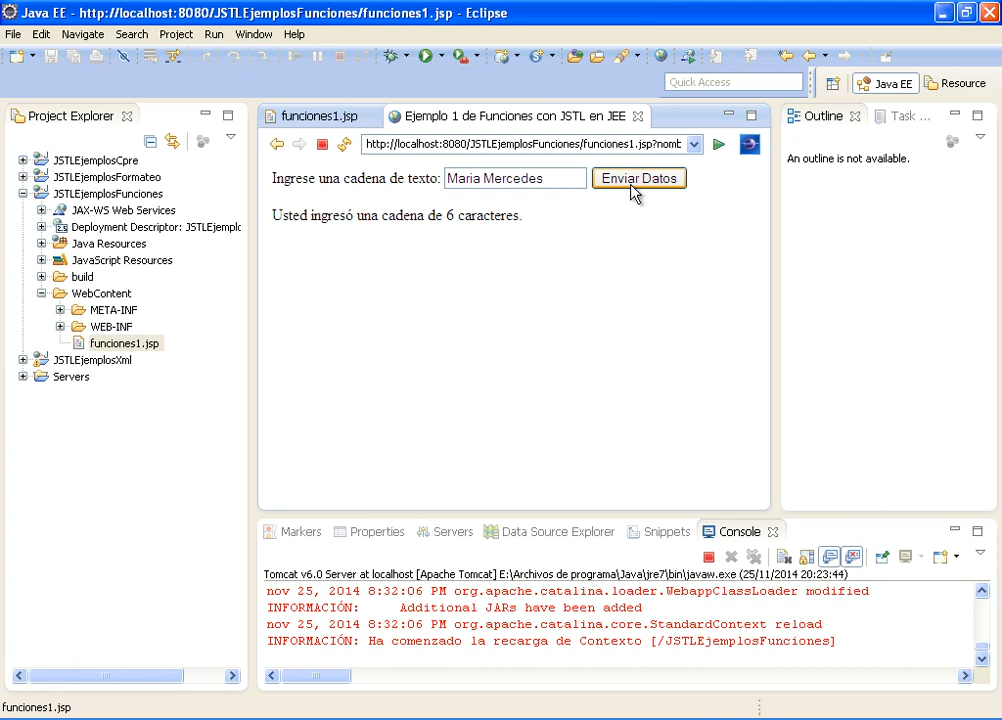 Java EE - http://localhost:8080/JSTLEjemplosFunciones/funciones1.jsp - Eclipse
File Edit Navigate Search Project Run Window Help
Quick Access
Java EE
Resource
Project Explorer
JSTLEjemplosCpre
JSTLEjemplosFormateo
JSTLEjemplosFunciones
JAX-WS Web Services
Deployment Descriptor: JSTLEjemplo
Java Resources
JavaScript Resources
build
WebContent
META-INF
WEB-INF
funciones1.jsp
JSTLEjemplosXml
Servers
funciones1.jsp
Ejemplo 1 de Funciones con JSTL en JEE
http://localhost:8080/JSTLEjemplosFunciones/funciones1.jsp?nomb
Ingrese una cadena de texto: Maria Mercedes Enviar Datos
Usted ingresó una cadena de 6 caracteres.
Outline
Task ...
An outline is not available.
Markers Properties Servers Data Source Explorer Snippets Console
Tomcat v6.0 Server at localhost [Apache Tomcat] E:\Archivos de programa\Java\jre7\bin\javaw.exe (25/11/2014 20:23:44)
nov 25, 2014 8:32:06 PM org.apache.catalina.loader.WebappClassLoader modified
INFORMACIÓN: Additional JARs have been added
nov 25, 2014 8:32:06 PM org.apache.catalina.core.StandardContext reload
INFORMACIÓN: Ha comenzado la recarga de Contexto [/JSTLEjemplosFunciones]
funciones1.jsp